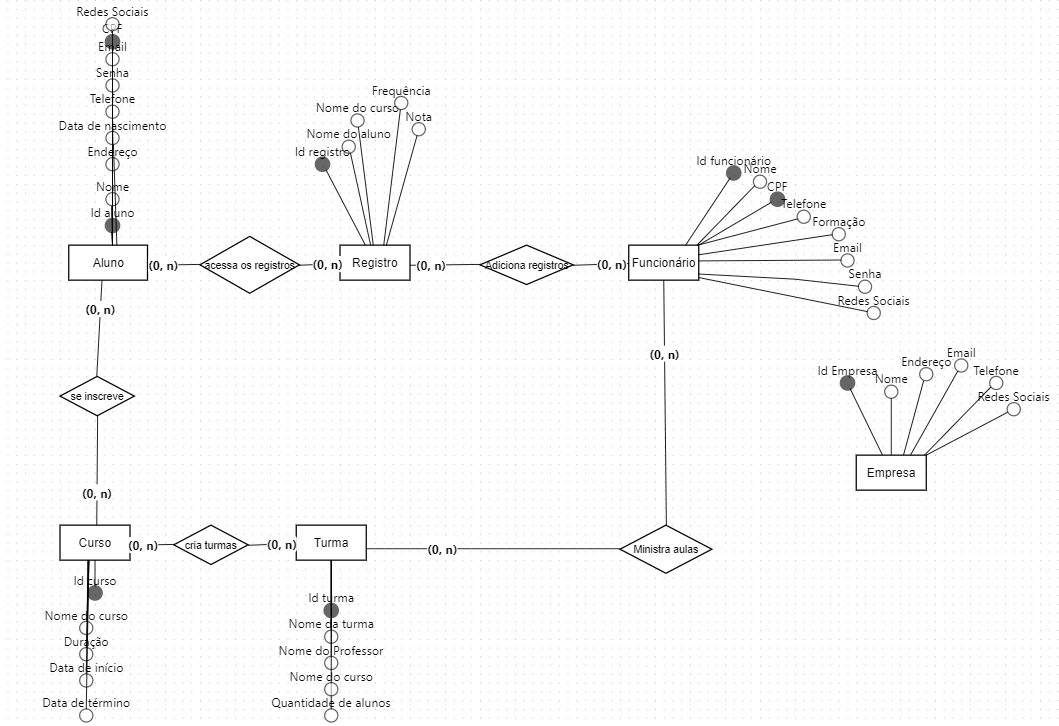 Redes Sociais
CPF
Email
Senha
Telefone
Data de nascimento
Endereço
Nome
Id aluno
Aluno
(0, n)
acessa os registros
(0, n)
Frequência
Nome do curso
Nota
Nome do aluno
Id registro
Registro
(0, n)
Adiciona registros
(0, n)
Id funcionário
Nome
CPF
Telefone
Formação
Email
Senha
Redes Sociais
Funcionário
(0, n)
se inscreve
(0, n)
(0, n)
Id Empresa
Nome
Endereço
Email
Telefone
Redes Sociais
Empresa
Curso
(0, n)
cria turmas
(0, n)
Turma
(0, n)
Ministra aulas
Id curso
Nome do curso
Duração
Data de início
Data de término
Id turma
Nome da turma
Nome do Professor
Nome do curso
Quantidade de alunos